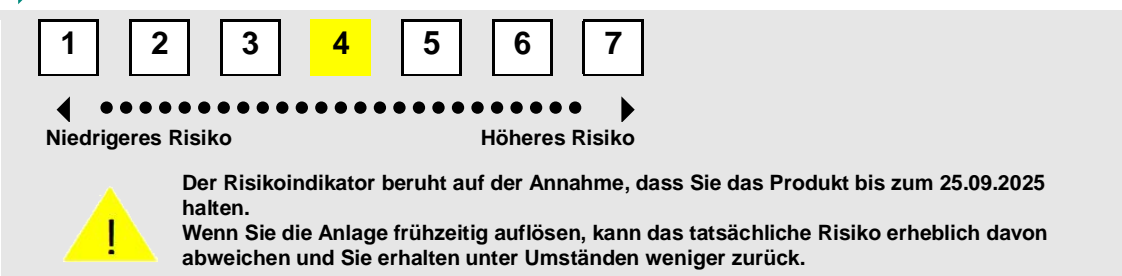 1 2 3 4 5 6 7
Niedrigeres Risiko Höheres Risiko
Der Risikoindikator beruht auf der Annahme, dass Sie das Produkt bis zum 25.09.2025
halten.
Wenn Sie die Anlage frühzeitig auflösen, kann das tatsächliche Risiko erheblich davon
abweichen und Sie erhalten unter Umständen weniger zurück.
!